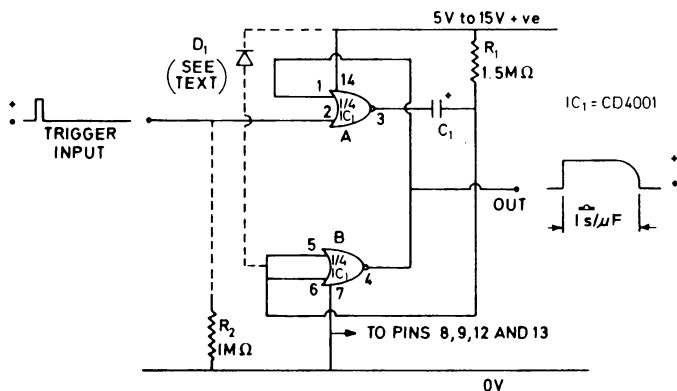 5V to 15V +ve
D1
(SEE
TEXT)
R1
1.5MΩ
14
1
1/4
IC1
2
3
A
+
C1
IC1 = CD4001
+
TRIGGER
INPUT
+
OUT
≏
1s/µF
B
5
1/4
IC1
6
7
4
R2
1MΩ
TO PINS 8,9,12 AND 13
0V